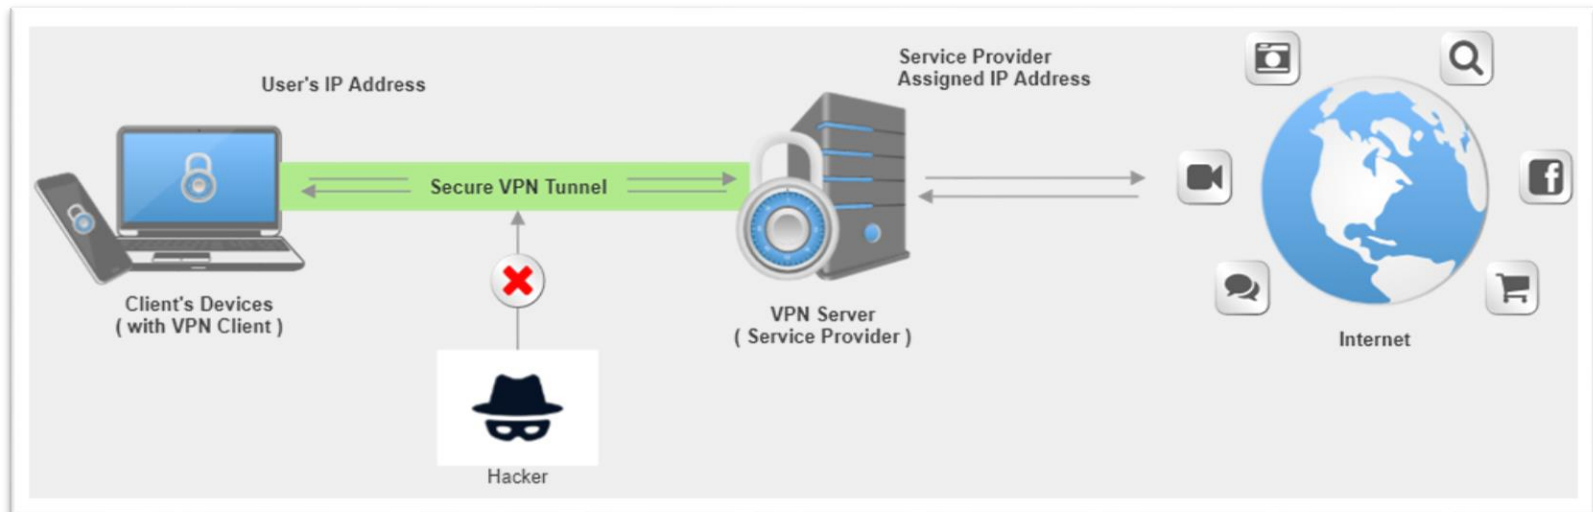 User's IP Address
Service Provider
Assigned IP Address
Secure VPN Tunnel
Client's Devices
( with VPN Client )
VPN Server
( Service Provider )
Internet
Hacker